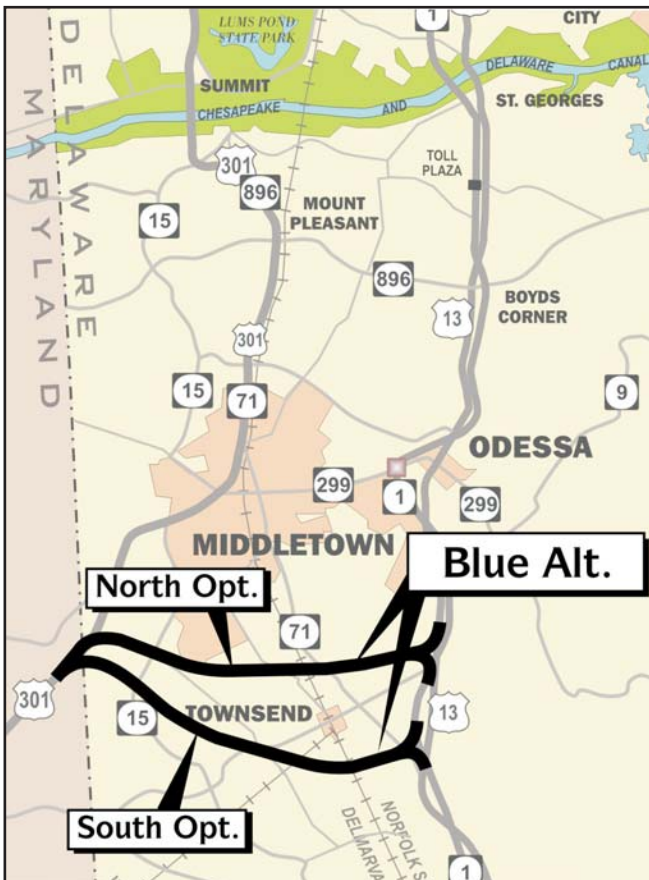 LUMS POND
STATE PARK
CITY
1
DELAWARE
SUMMIT
DELAWARE
CANAL
CHESAPEAKE
AND
ST. GEORGES
MARYLAND
301
TOLL
PLAZA
896
MOUNT
PLEASANT
15
896
BOYDS
CORNER
13
301
15
71
9
ODESSA
299
1
299
MIDDLETOWN
Blue Alt.
North Opt.
71
301
15
TOWNSEND
13
South Opt.
NORFOLK S
DELMARVA
1